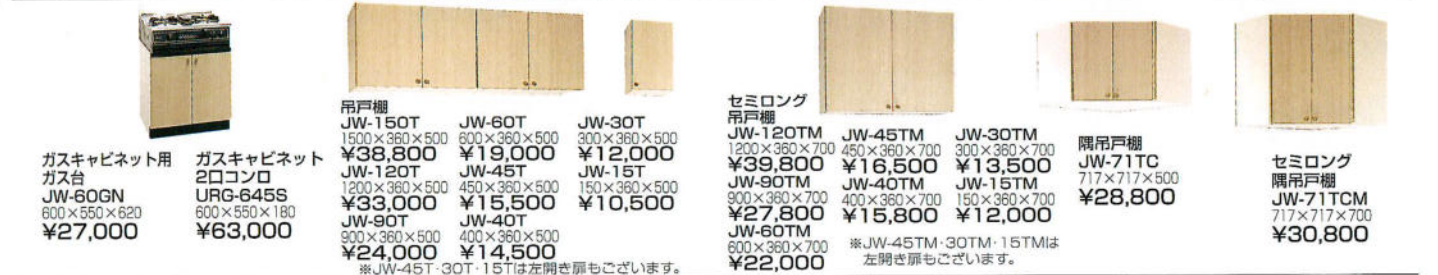 ガスキャビネット用
ガス台
JW-60GN
600×550×620
¥27,000
ガスキャビネット
2口コンロ
URG-645S
600×550×180
¥63,000
吊戸棚
JW-150T
1500×360×500
¥38,800
JW-120T
1200×360×500
¥33,000
JW-90T
900×360×500
¥24,000
JW-60T
600×360×500
¥19,000
JW-45T
450×360×500
¥15,500
JW-40T
400×360×500
¥14,500
JW-30T
300×360×500
¥12,000
JW-15T
150×360×500
¥10,500
※JW-45T・30T・15Tは左開き扉もございます。
セミロング
吊戸棚
JW-120TM
1200×360×700
¥39,800
JW-90TM
900×360×700
¥27,800
JW-60TM
600×360×700
¥22,000
JW-45TM
450×360×700
¥16,500
JW-40TM
400×360×700
¥15,800
JW-30TM
300×360×700
¥13,500
JW-15TM
150×360×700
¥12,000
※JW-45TM・30TM・15TMは
左開き扉もございます。
隅吊戸棚
JW-71TC
717×717×500
¥28,800
セミロング
隅吊戸棚
JW-71TCM
717×717×700
¥30,800